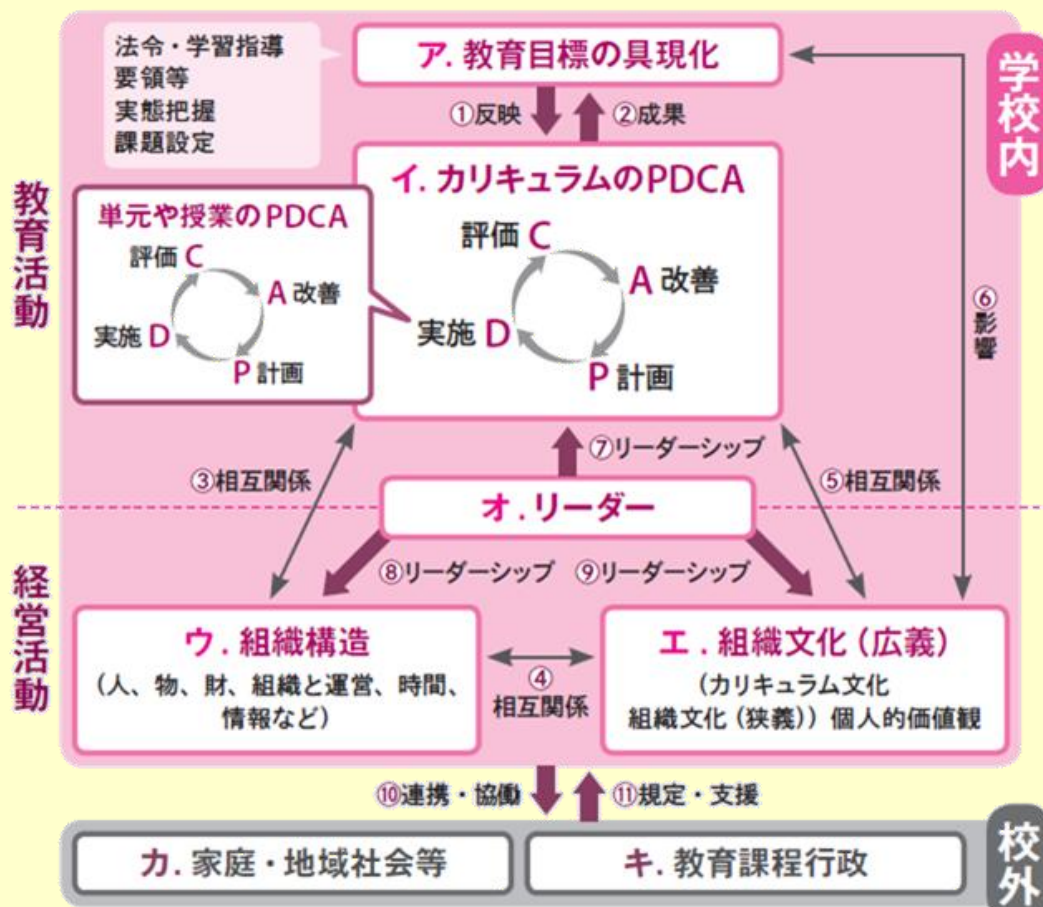 法令・学習指導
要領等
実態把握
課題設定
ア. 教育目標の具現化
学校内
①反映
②成果
教育活動
イ. カリキュラムのPDCA
評価 C
A 改善
実施 D
P 計画
単元や授業のPDCA
評価 C
A 改善
実施 D
P 計画
⑥影響
⑦リーダーシップ
③相互関係
⑤相互関係
オ. リーダー
⑧リーダーシップ
⑨リーダーシップ
経営活動
ウ. 組織構造
(人、物、財、組織と運営、時間、
情報など)
④
相互関係
エ. 組織文化(広義)
(カリキュラム文化
組織文化(狭義)) 個人的価値観
⑩連携・協働
⑪規定・支援
カ. 家庭・地域社会等
キ. 教育課程行政
校外